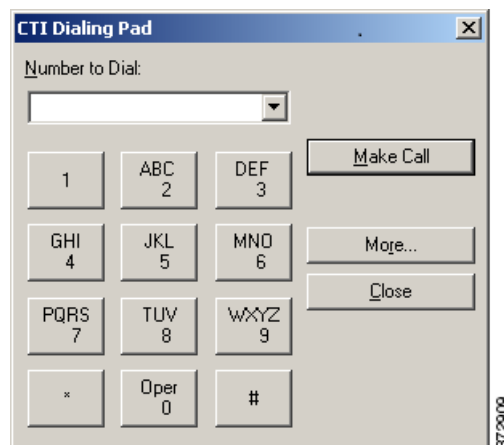 CTI Dialing Pad
Number to Dial:
1
ABC
2
DEF
3
Make Call
GHI
4
JKL
5
MNO
6
More...
Close
PQRS
7
TUV
8
WXYZ
9
*
Oper
0
#